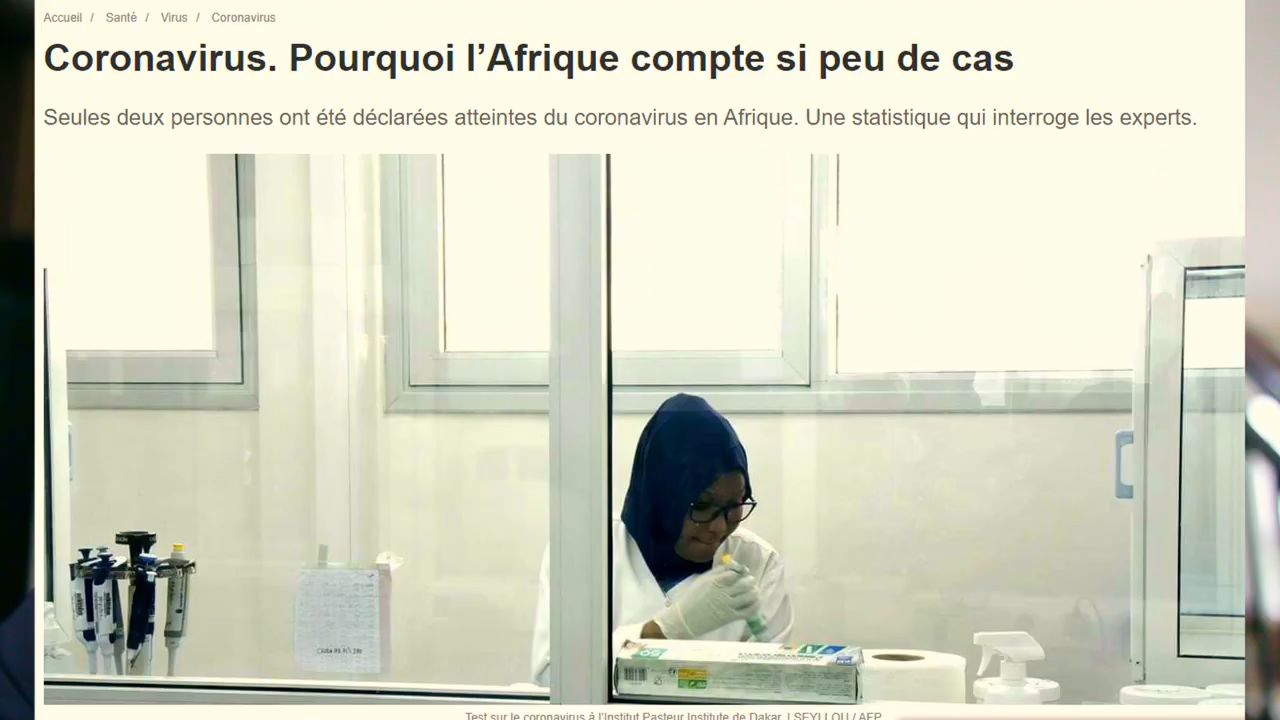 Accueil / Santé / Virus / Coronavirus
Coronavirus. Pourquoi l’Afrique compte si peu de cas
Seules deux personnes ont été déclarées atteintes du coronavirus en Afrique. Une statistique qui interroge les experts.
Test sur le coronavirus à l'Institut Pasteur Institute de Dakar. | SEYLLOU / AFP